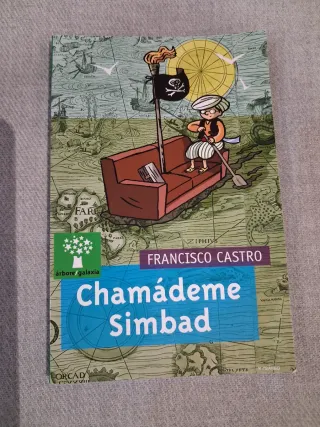 FRANCISCO CASTRO
árbore galaxia
Chamádeme
Simbad